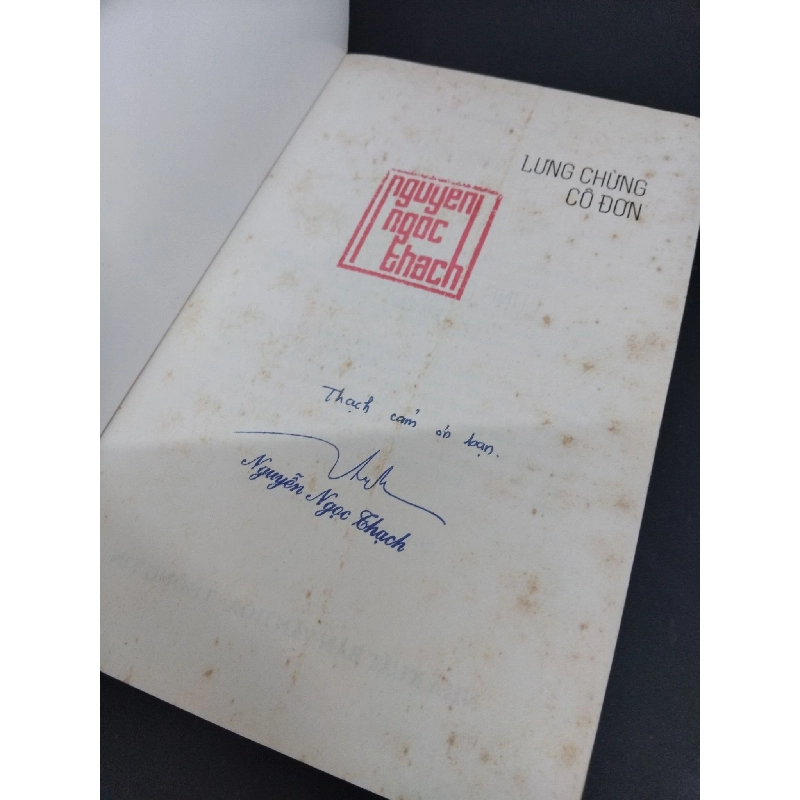 LƯNG CHỪNG
CÔ ĐƠN
nguyen
ngoc
thach
Thạch cảm ơn bạn.
Nguyễn Ngọc Thạch